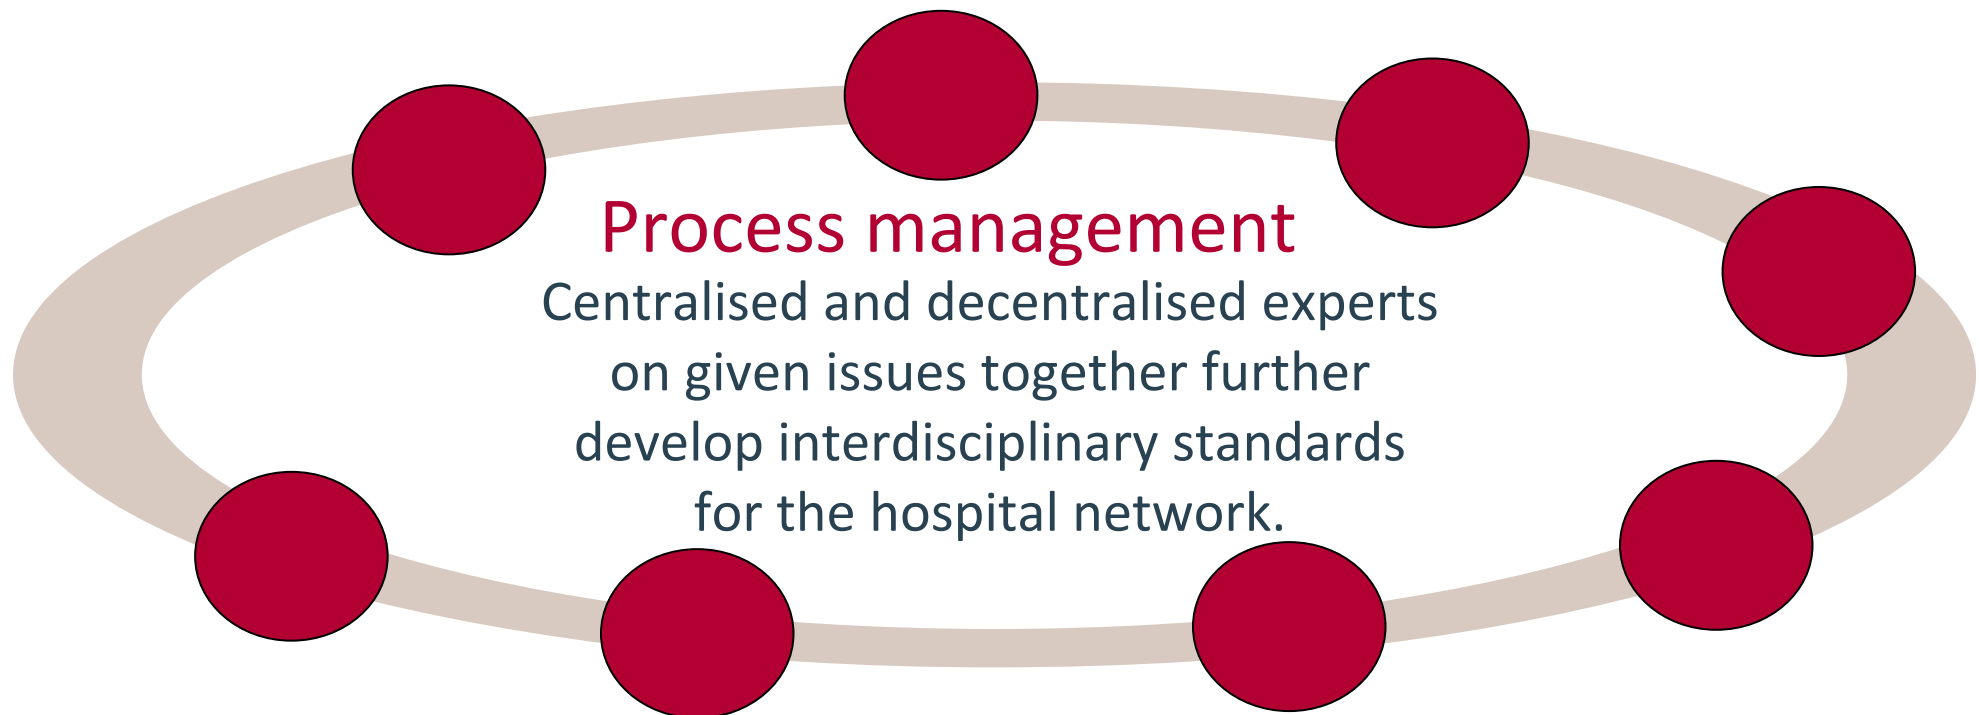 Process management
Centralised and decentralised experts
on given issues together further
develop interdisciplinary standards
for the hospital network.